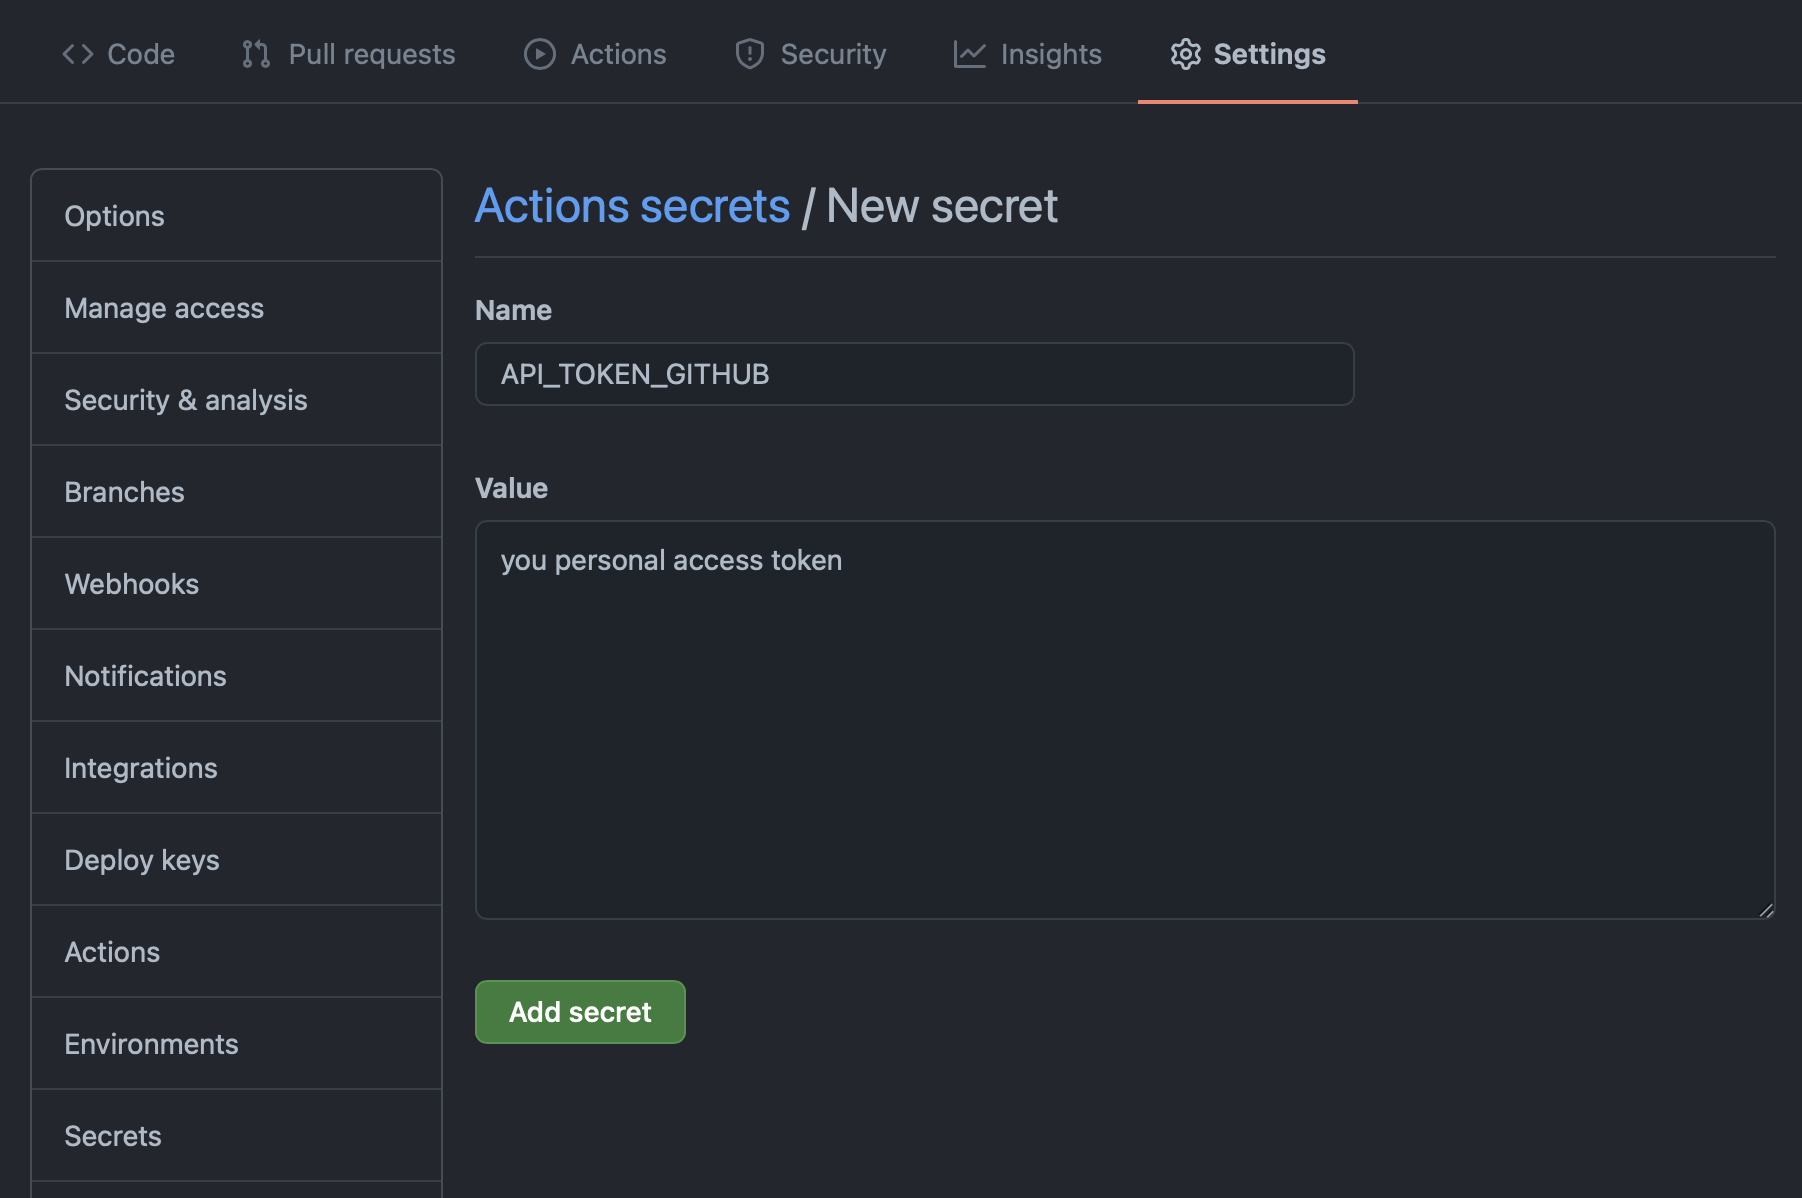 Code
Pull requests
Actions
Security
Insights
Settings
Options
Manage access
Security & analysis
Branches
Webhooks
Notifications
Integrations
Deploy keys
Actions
Environments
Secrets
Actions secrets / New secret
Name
API_TOKEN_GITHUB
Value
you personal access token
Add secret